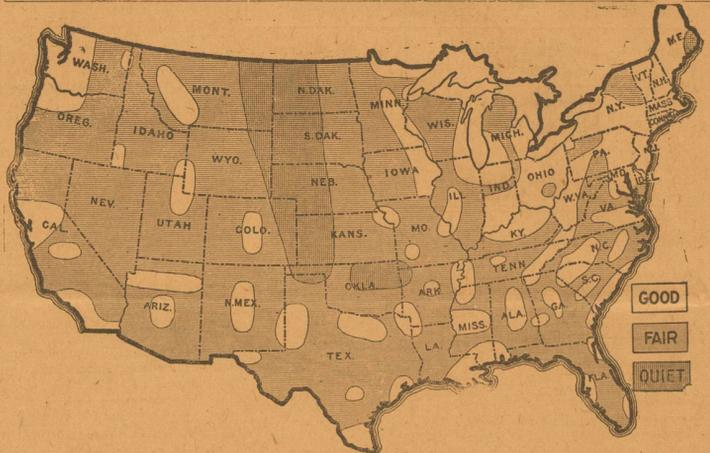 WASH.
MONT.
N.DAK.
MINN.
ME.
VT.
N.H.
OREG.
IDAHO
S.DAK.
WIS.
MICH.
N.Y.
MASS
CONN.
R.I.
WYO.
NEB.
IOWA
ILL.
IND.
OHIO
PA.
MD.
DEL.
NEV.
UTAH
COLO.
KANS.
MO.
KY.
W.VA.
VA.
CAL.
ARIZ.
N.MEX.
OKLA.
ARK.
TENN.
N.C.
S.C.
TEX.
LA.
MISS.
ALA.
GA.
FLA.
GOOD
FAIR
QUIET